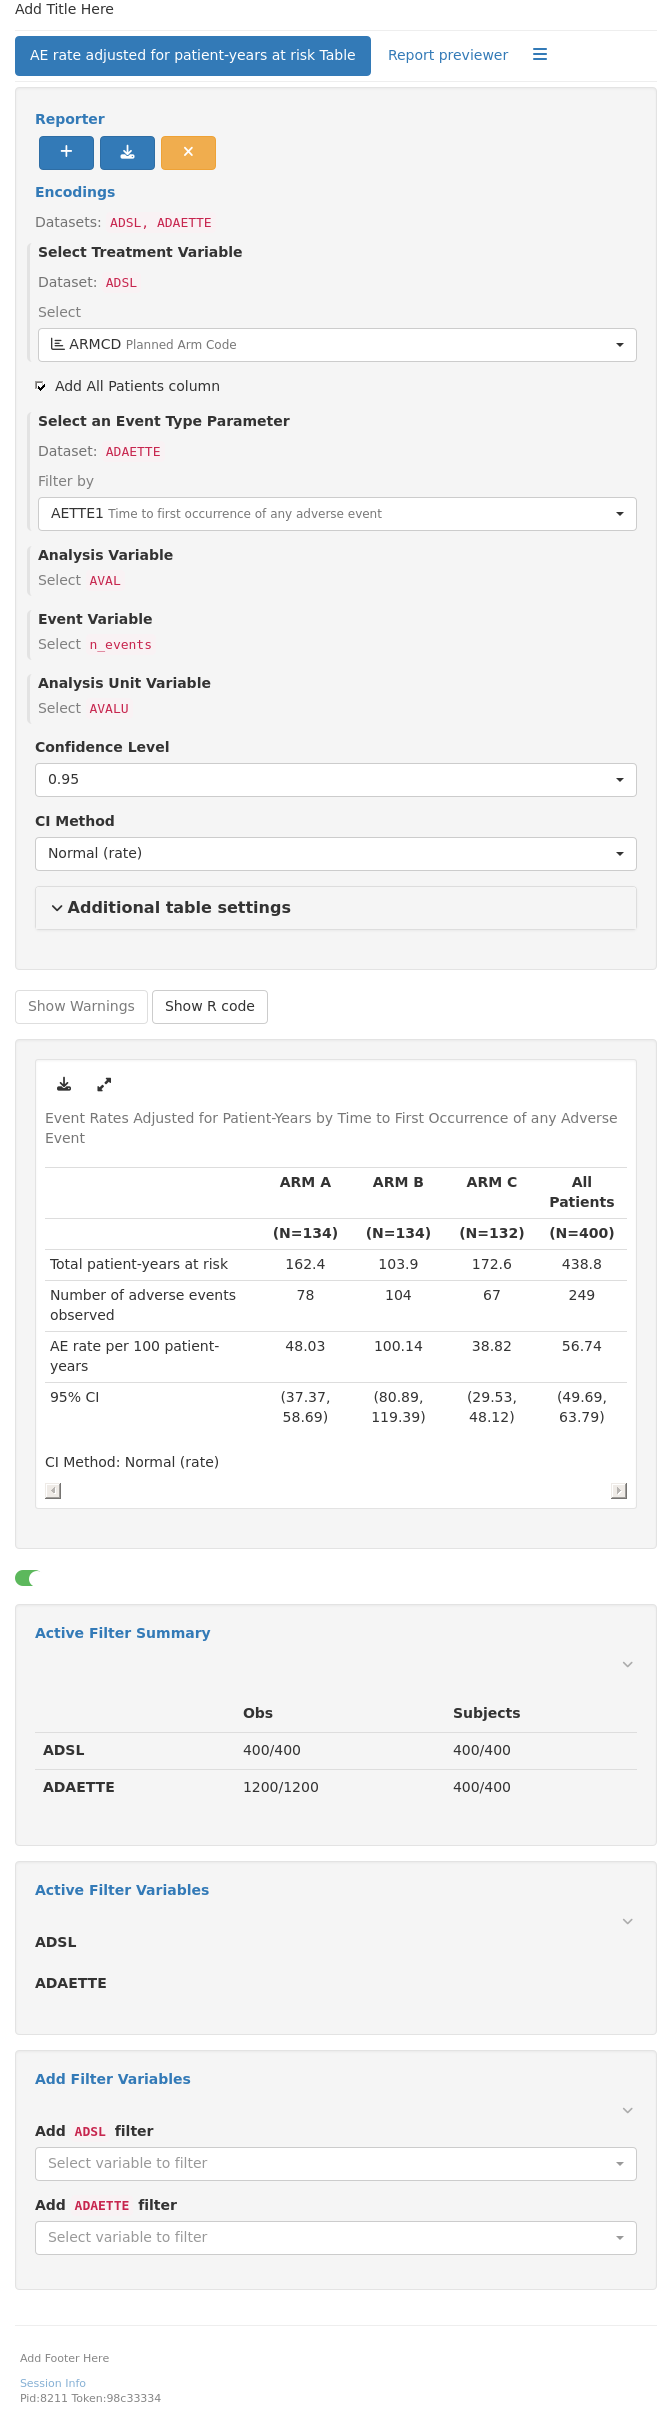 Add Title Here
AE rate adjusted for patient-years at risk Table
Report previewer
Reporter
Encodings
Datasets: ADSL, ADAETTE
Select Treatment Variable
Dataset: ADSL
Select
ARMCD Planned Arm Code
Add All Patients column
Select an Event Type Parameter
Dataset: ADAETTE
Filter by
AETTE1 Time to first occurrence of any adverse event
Analysis Variable
Select AVAL
Event Variable
Select n_events
Analysis Unit Variable
Select AVALU
Confidence Level
0.95
CI Method
Normal (rate)
Additional table settings
Show Warnings Show R code
Event Rates Adjusted for Patient-Years by Time to First Occurrence of any Adverse
Event
ARM A ARM B ARM C All
Patients
(N=134) (N=134) (N=132) (N=400)
Total patient-years at risk 162.4 103.9 172.6 438.8
Number of adverse events 78 104 67 249
observed
AE rate per 100 patient- 48.03 100.14 38.82 56.74
years
95% CI (37.37, (80.89, (29.53, (49.69,
58.69) 119.39) 48.12) 63.79)
CI Method: Normal (rate)
Active Filter Summary
Obs Subjects
ADSL 400/400 400/400
ADAETTE 1200/1200 400/400
Active Filter Variables
ADSL
ADAETTE
Add Filter Variables
Add ADSL filter
Select variable to filter
Add ADAETTE filter
Select variable to filter
Add Footer Here
Session Info
Pid:8211 Token:98c33334